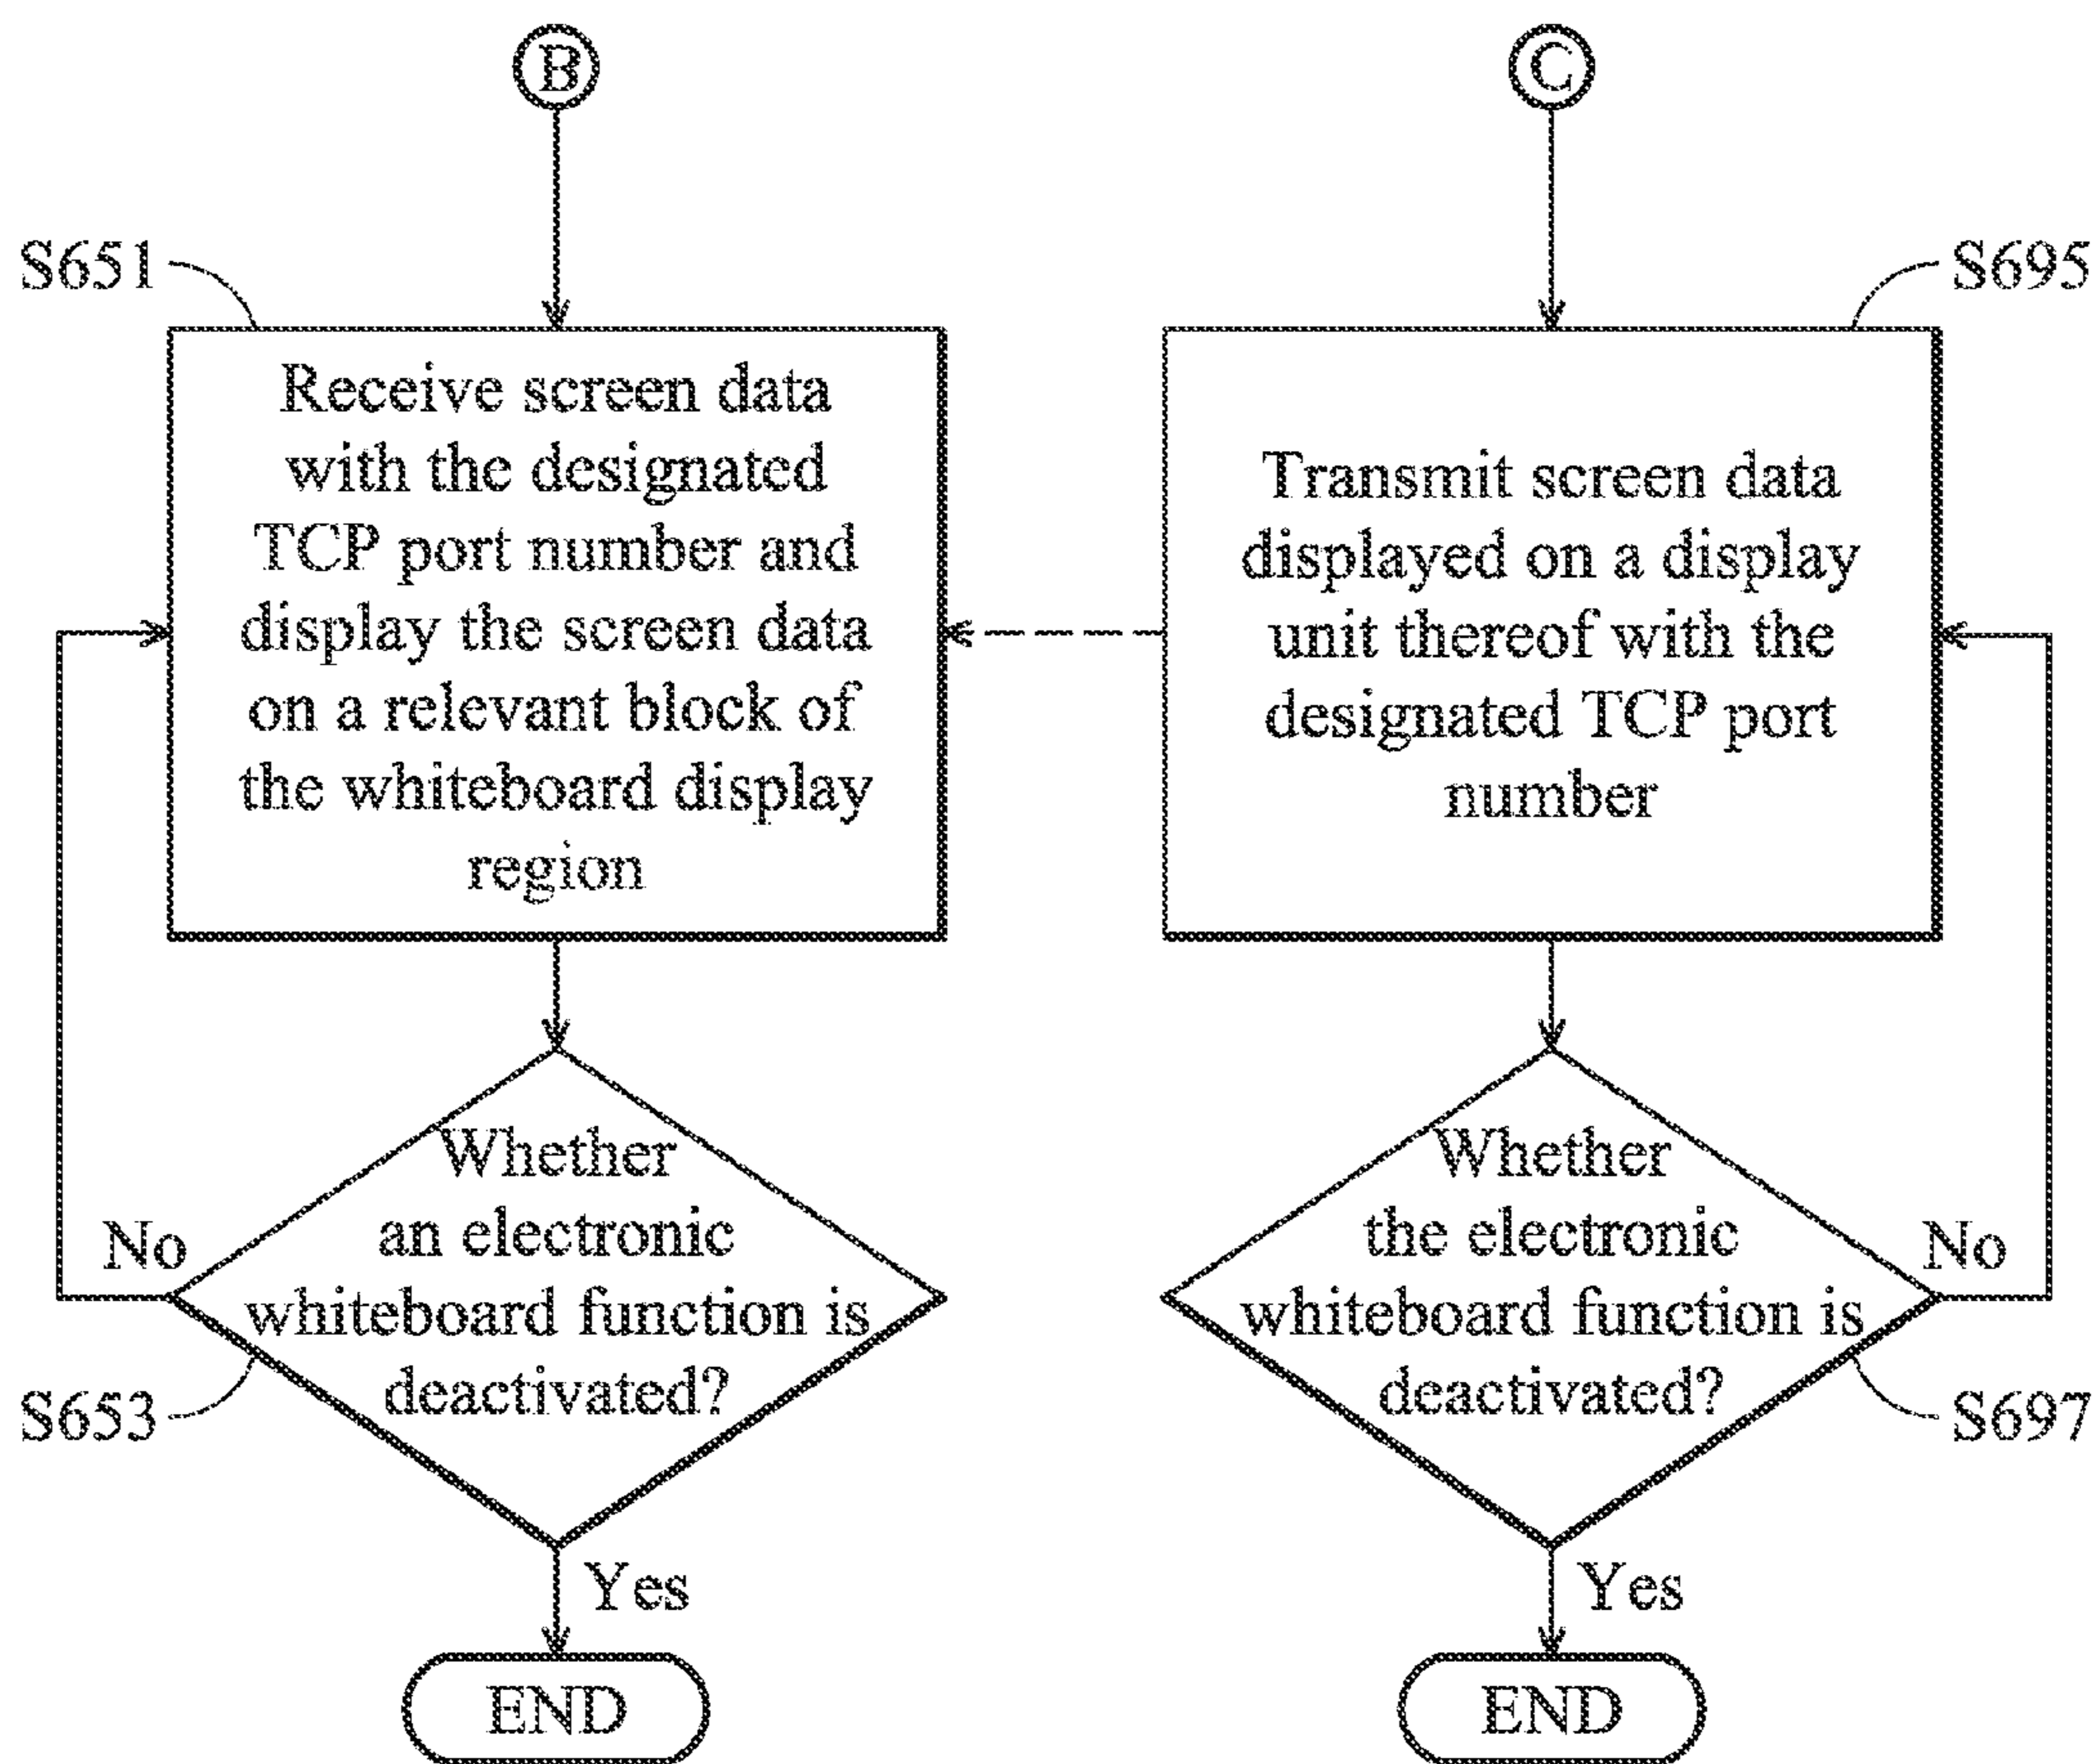 B
S651
Receive screen data
with the designated
TCP port number and
display the screen data
on a relevant block of
the whiteboard display
region
No
Whether
an electronic
whiteboard function is
deactivated?
S653
Yes
END
C
S695
Transmit screen data
displayed on a display
unit thereof with the
designated TCP port
number
Whether
the electronic
whiteboard function is
deactivated?
No
S697
Yes
END